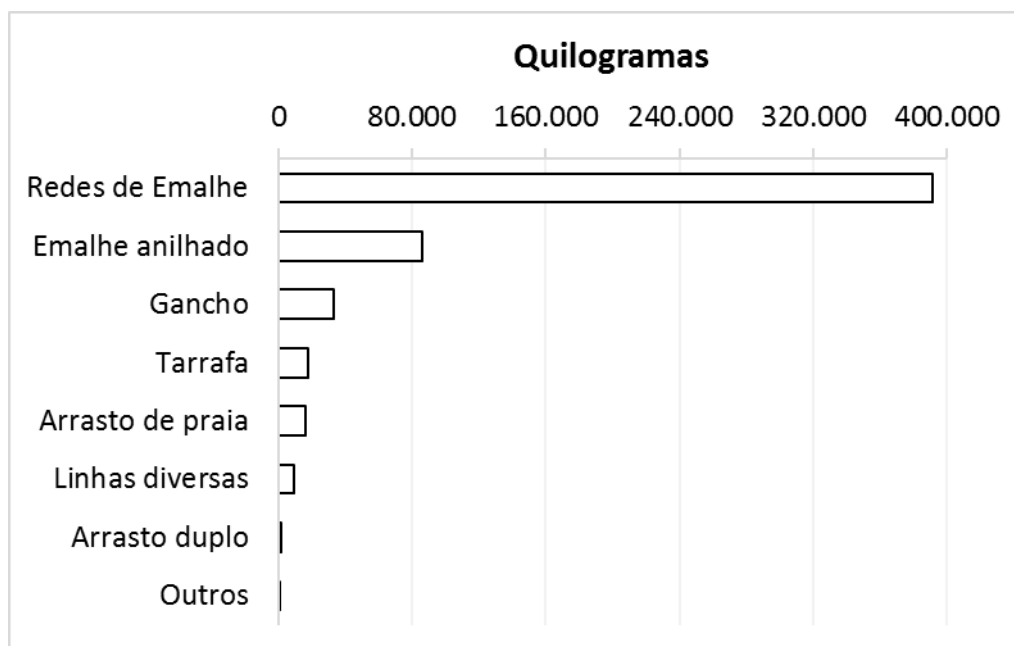 Quilogramas
0 80.000 160.000 240.000 320.000 400.000
Redes de Emalhe
Emalhe anilhado
Gancho
Tarrafa
Arrasto de praia
Linhas diversas
Arrasto duplo
Outros